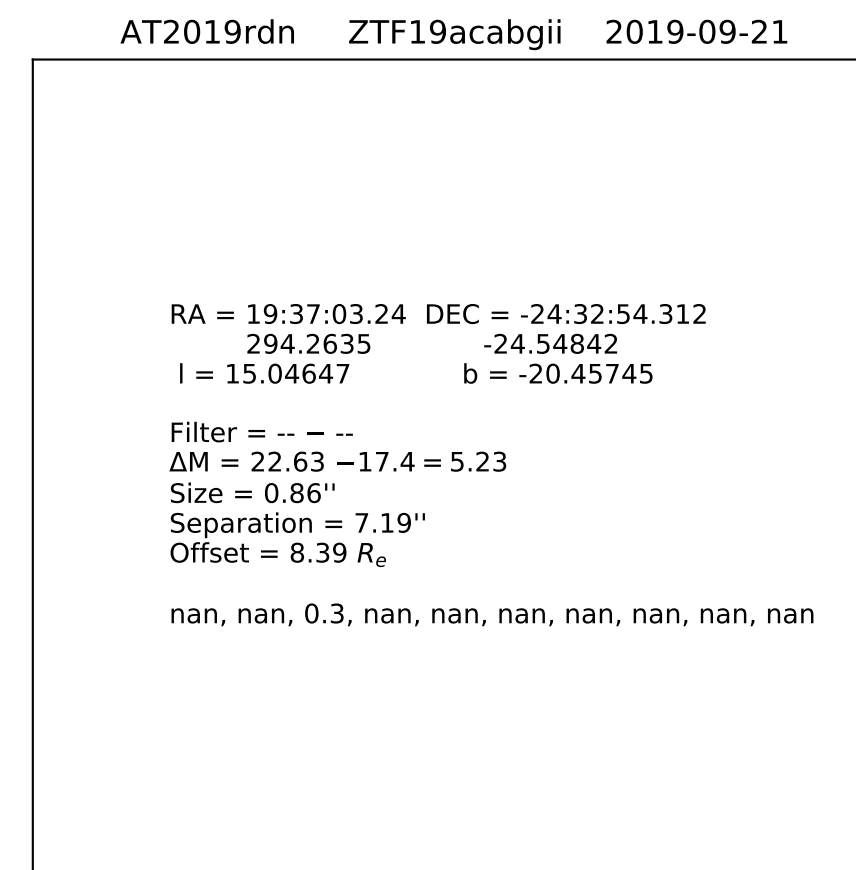 AT2019rdn ZTF19acabgii 2019-09-21
RA = 19:37:03.24 DEC = -24:32:54.312
294.2635 -24.54842
l = 15.04647 b = -20.45745
Filter = -- − --
ΔM = 22.63 −17.4 = 5.23
Size = 0.86''
Separation = 7.19''
Offset = 8.39 Re
nan, nan, 0.3, nan, nan, nan, nan, nan, nan, nan